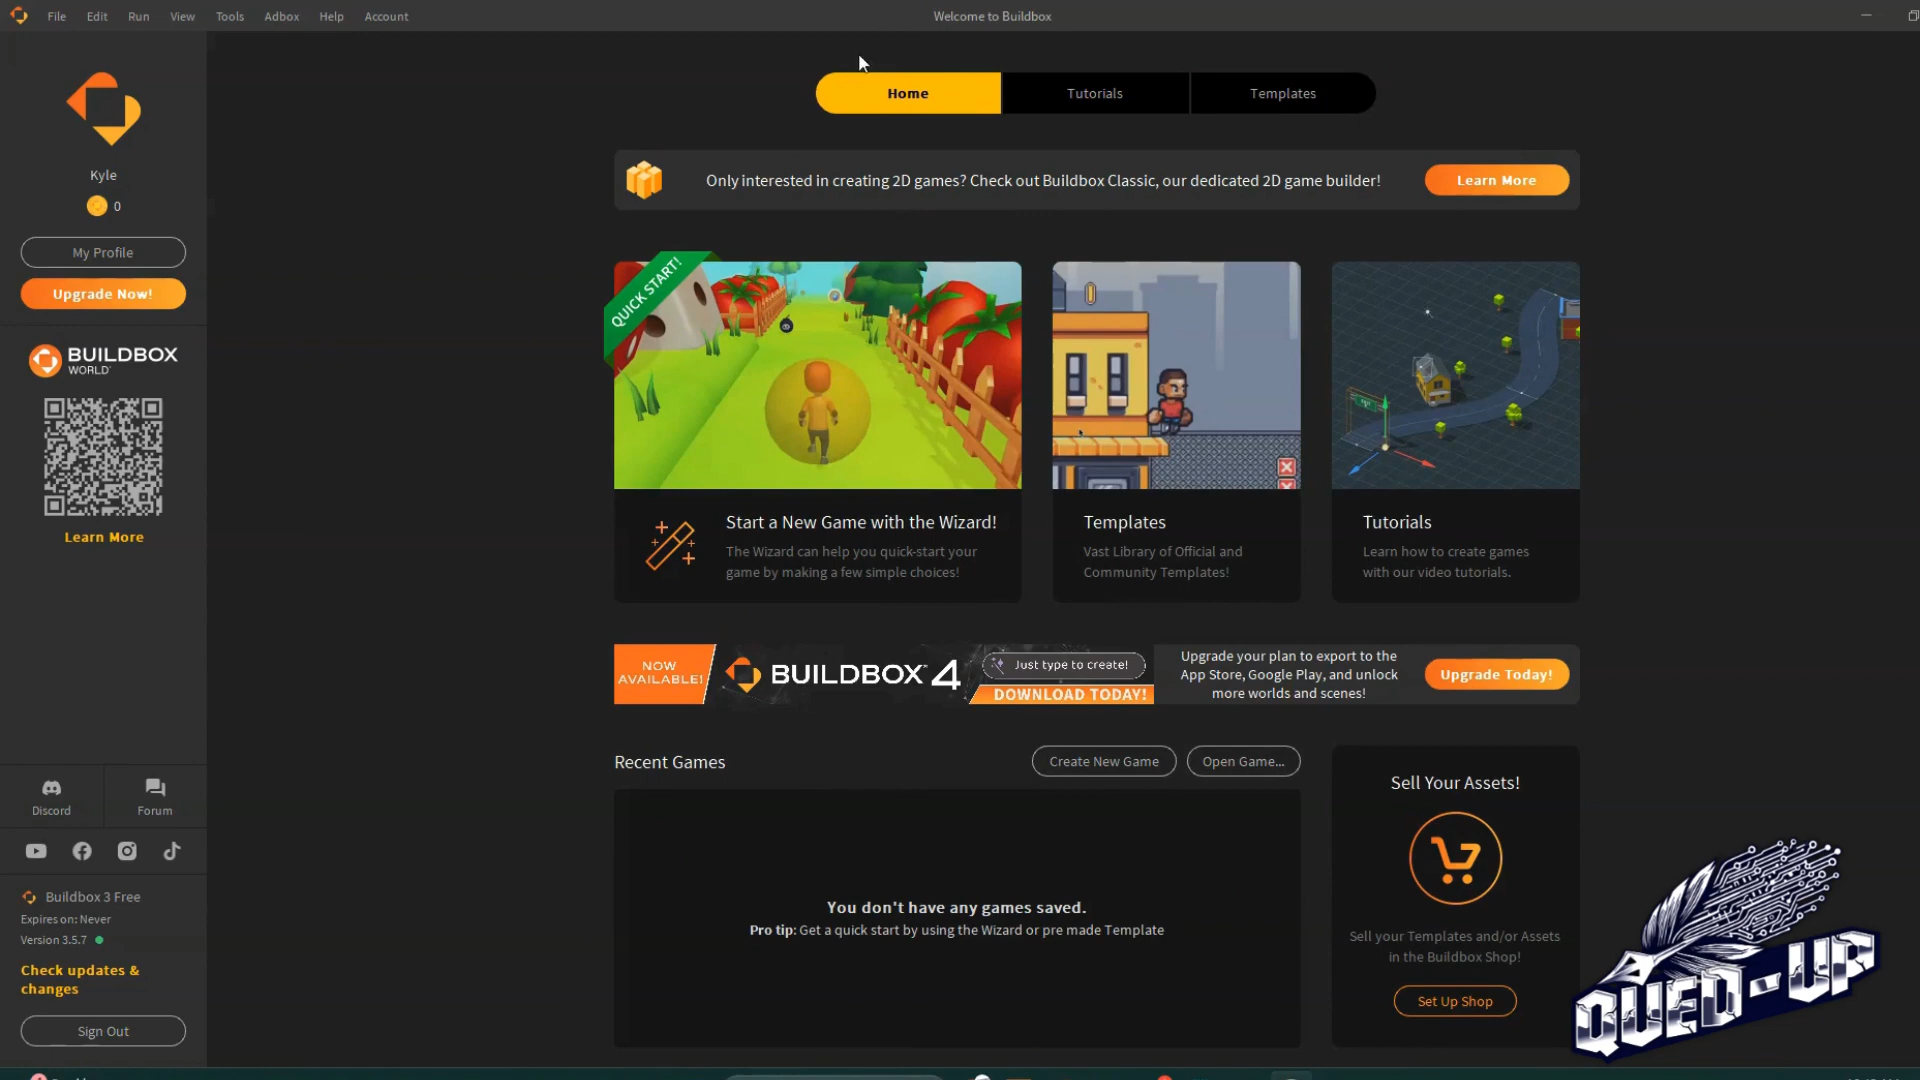 File Edit Run View Tools Adbox Help Account
Welcome to Buildbox
Home
Tutorials
Templates
Kyle
0
My Profile
Upgrade Now!
BUILDBOX
WORLD
Learn More
Discord
Forum
Buildbox 3 Free
Expires on: Never
Version 3.5.7
Check updates &
changes
Sign Out
Only interested in creating 2D games? Check out Buildbox Classic, our dedicated 2D game builder!
Learn More
QUICK START!
Start a New Game with the Wizard!
The Wizard can help you quick-start your
game by making a few simple choices!
Templates
Vast Library of Official and
Community Templates!
Tutorials
Learn how to create games
with our video tutorials.
NOW
AVAILABLE!
BUILDBOX 4
Just type to create!
DOWNLOAD TODAY!
Upgrade your plan to export to the
App Store, Google Play, and unlock
more worlds and scenes!
Upgrade Today!
Recent Games
Create New Game
Open Game...
You don't have any games saved.
Pro tip: Get a quick start by using the Wizard or pre made Template
Sell Your Assets!
Sell your Templates and/or Assets
in the Buildbox Shop!
Set Up Shop
QUED-UP